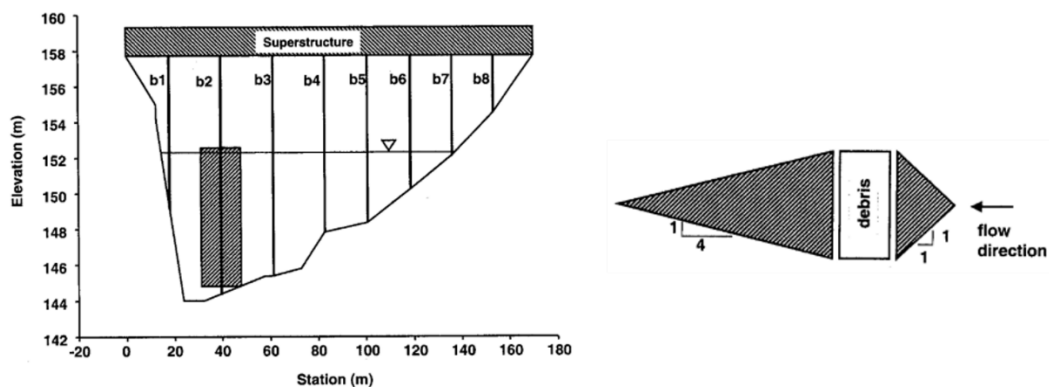 160
158
156
154
152
150
148
146
144
142
Elevation (m)
Superstructure
b1 b2 b3 b4 b5 b6 b7 b8
-20 0 20 40 60 80 100 120 140 160 180
Station (m)
debris
1
4
1
1
flow
direction